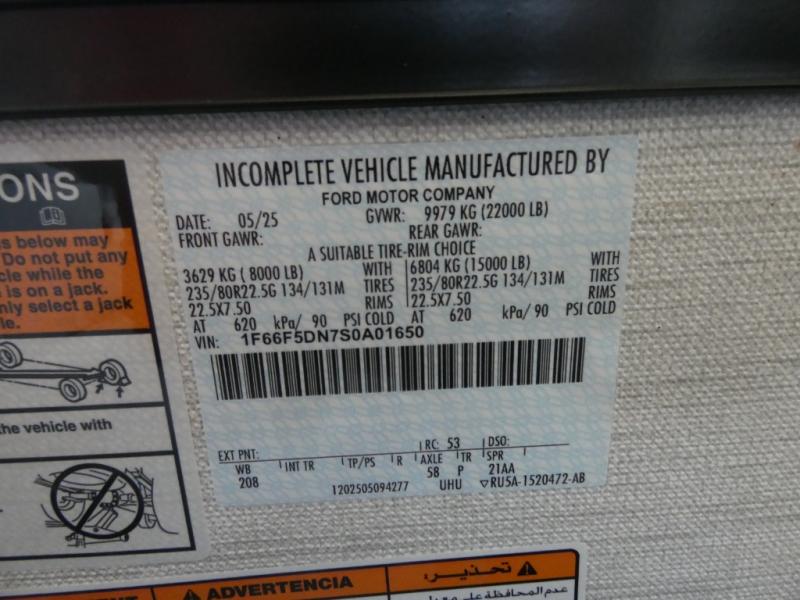 INCOMPLETE VEHICLE MANUFACTURED BY
FORD MOTOR COMPANY
DATE: 05/25 GVWR: 9979 KG (22000 LB)
FRONT GAWR: REAR GAWR:
A SUITABLE TIRE-RIM CHOICE
3629 KG ( 8000 LB) WITH 6804 KG (15000 LB) WITH
235/80R22.5G 134/131M TIRES 235/80R22.5G 134/131M TIRES
22.5X7.50 RIMS 22.5X7.50 RIMS
AT 620 kPa/ 90 PSI COLD AT 620 kPa/ 90 PSI COLD
VIN: 1F66F5DN7S0A01650
EXT PNT: RC: 53 DSO:
WB INT TR TP/PS R AXLE TR SPR
208 58 P 21AA
1202505094277 UHU ▽RU5A-1520472-AB
ONS
s below may
Do not put any
cle while the
is on a jack.
nly select a jack
le.
the vehicle with
ADVERTENCIA
تحذير:
عدم المحافظة على